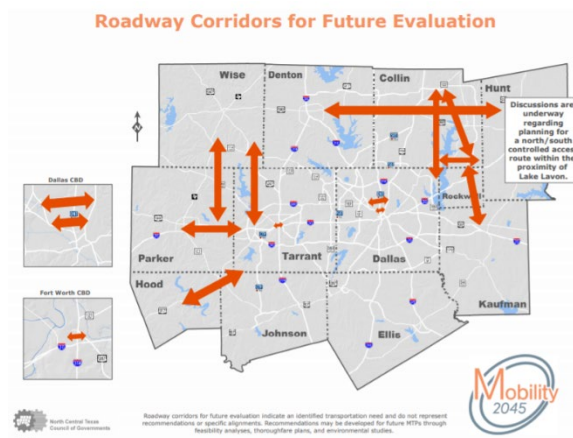 Roadway Corridors for Future Evaluation
Wise
Denton
Collin
Hunt
Discussions are
underway
regarding
planning for
a north/south
controlled access
route within the
proximity of
Lake Lavon.
N
Dallas CBD
Rockwall
Parker
Tarrant
Dallas
Hood
Kaufman
Fort Worth CBD
Johnson
Ellis
Mobility
2045
North Central Texas
Council of Governments
Roadway corridors for future evaluation indicate an identified transportation need and do not represent
recommendations or specific alignments. Recommendations may be developed for future MTPs through
feasibility analyses, thoroughfare plans, and environmental studies.